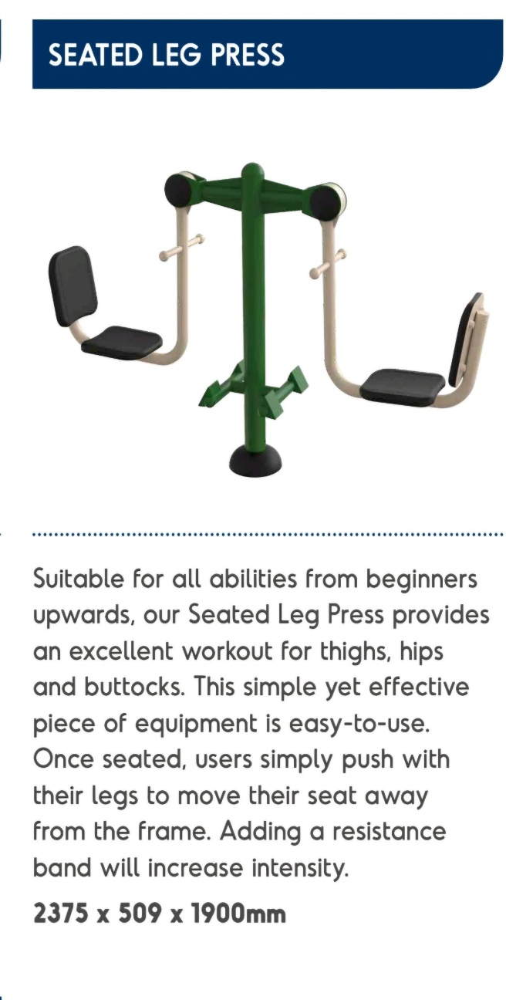 SEATED LEG PRESS
Suitable for all abilities from beginners
upwards, our Seated Leg Press provides
an excellent workout for thighs, hips
and buttocks. This simple yet effective
piece of equipment is easy-to-use.
Once seated, users simply push with
their legs to move their seat away
from the frame. Adding a resistance
band will increase intensity.
2375 x 509 x 1900mm